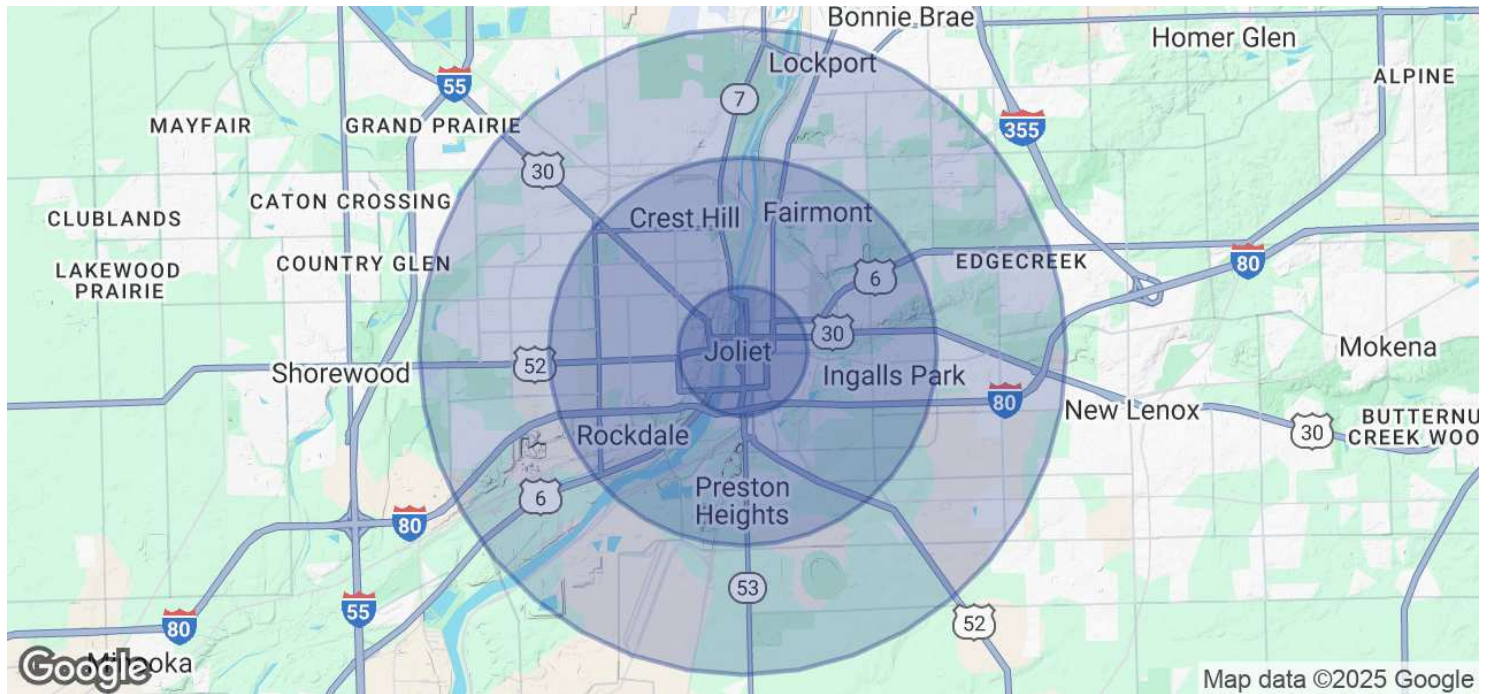 Bonnie Brae
Homer Glen
Lockport
ALPINE
55
7
MAYFAIR
GRAND PRAIRIE
355
30
CATON CROSSING
CLUBLANDS
Crest Hill
Fairmont
COUNTRY GLEN
LAKEWOOD
PRAIRIE
EDGECREEK
80
6
30
Joliet
Mokena
52
Shorewood
Ingalls Park
80
New Lenox
Rockdale
30
BUTTERNU
CREEK WOO
6
Preston
Heights
80
53
55
52
80
Google
Map data ©2025 Google